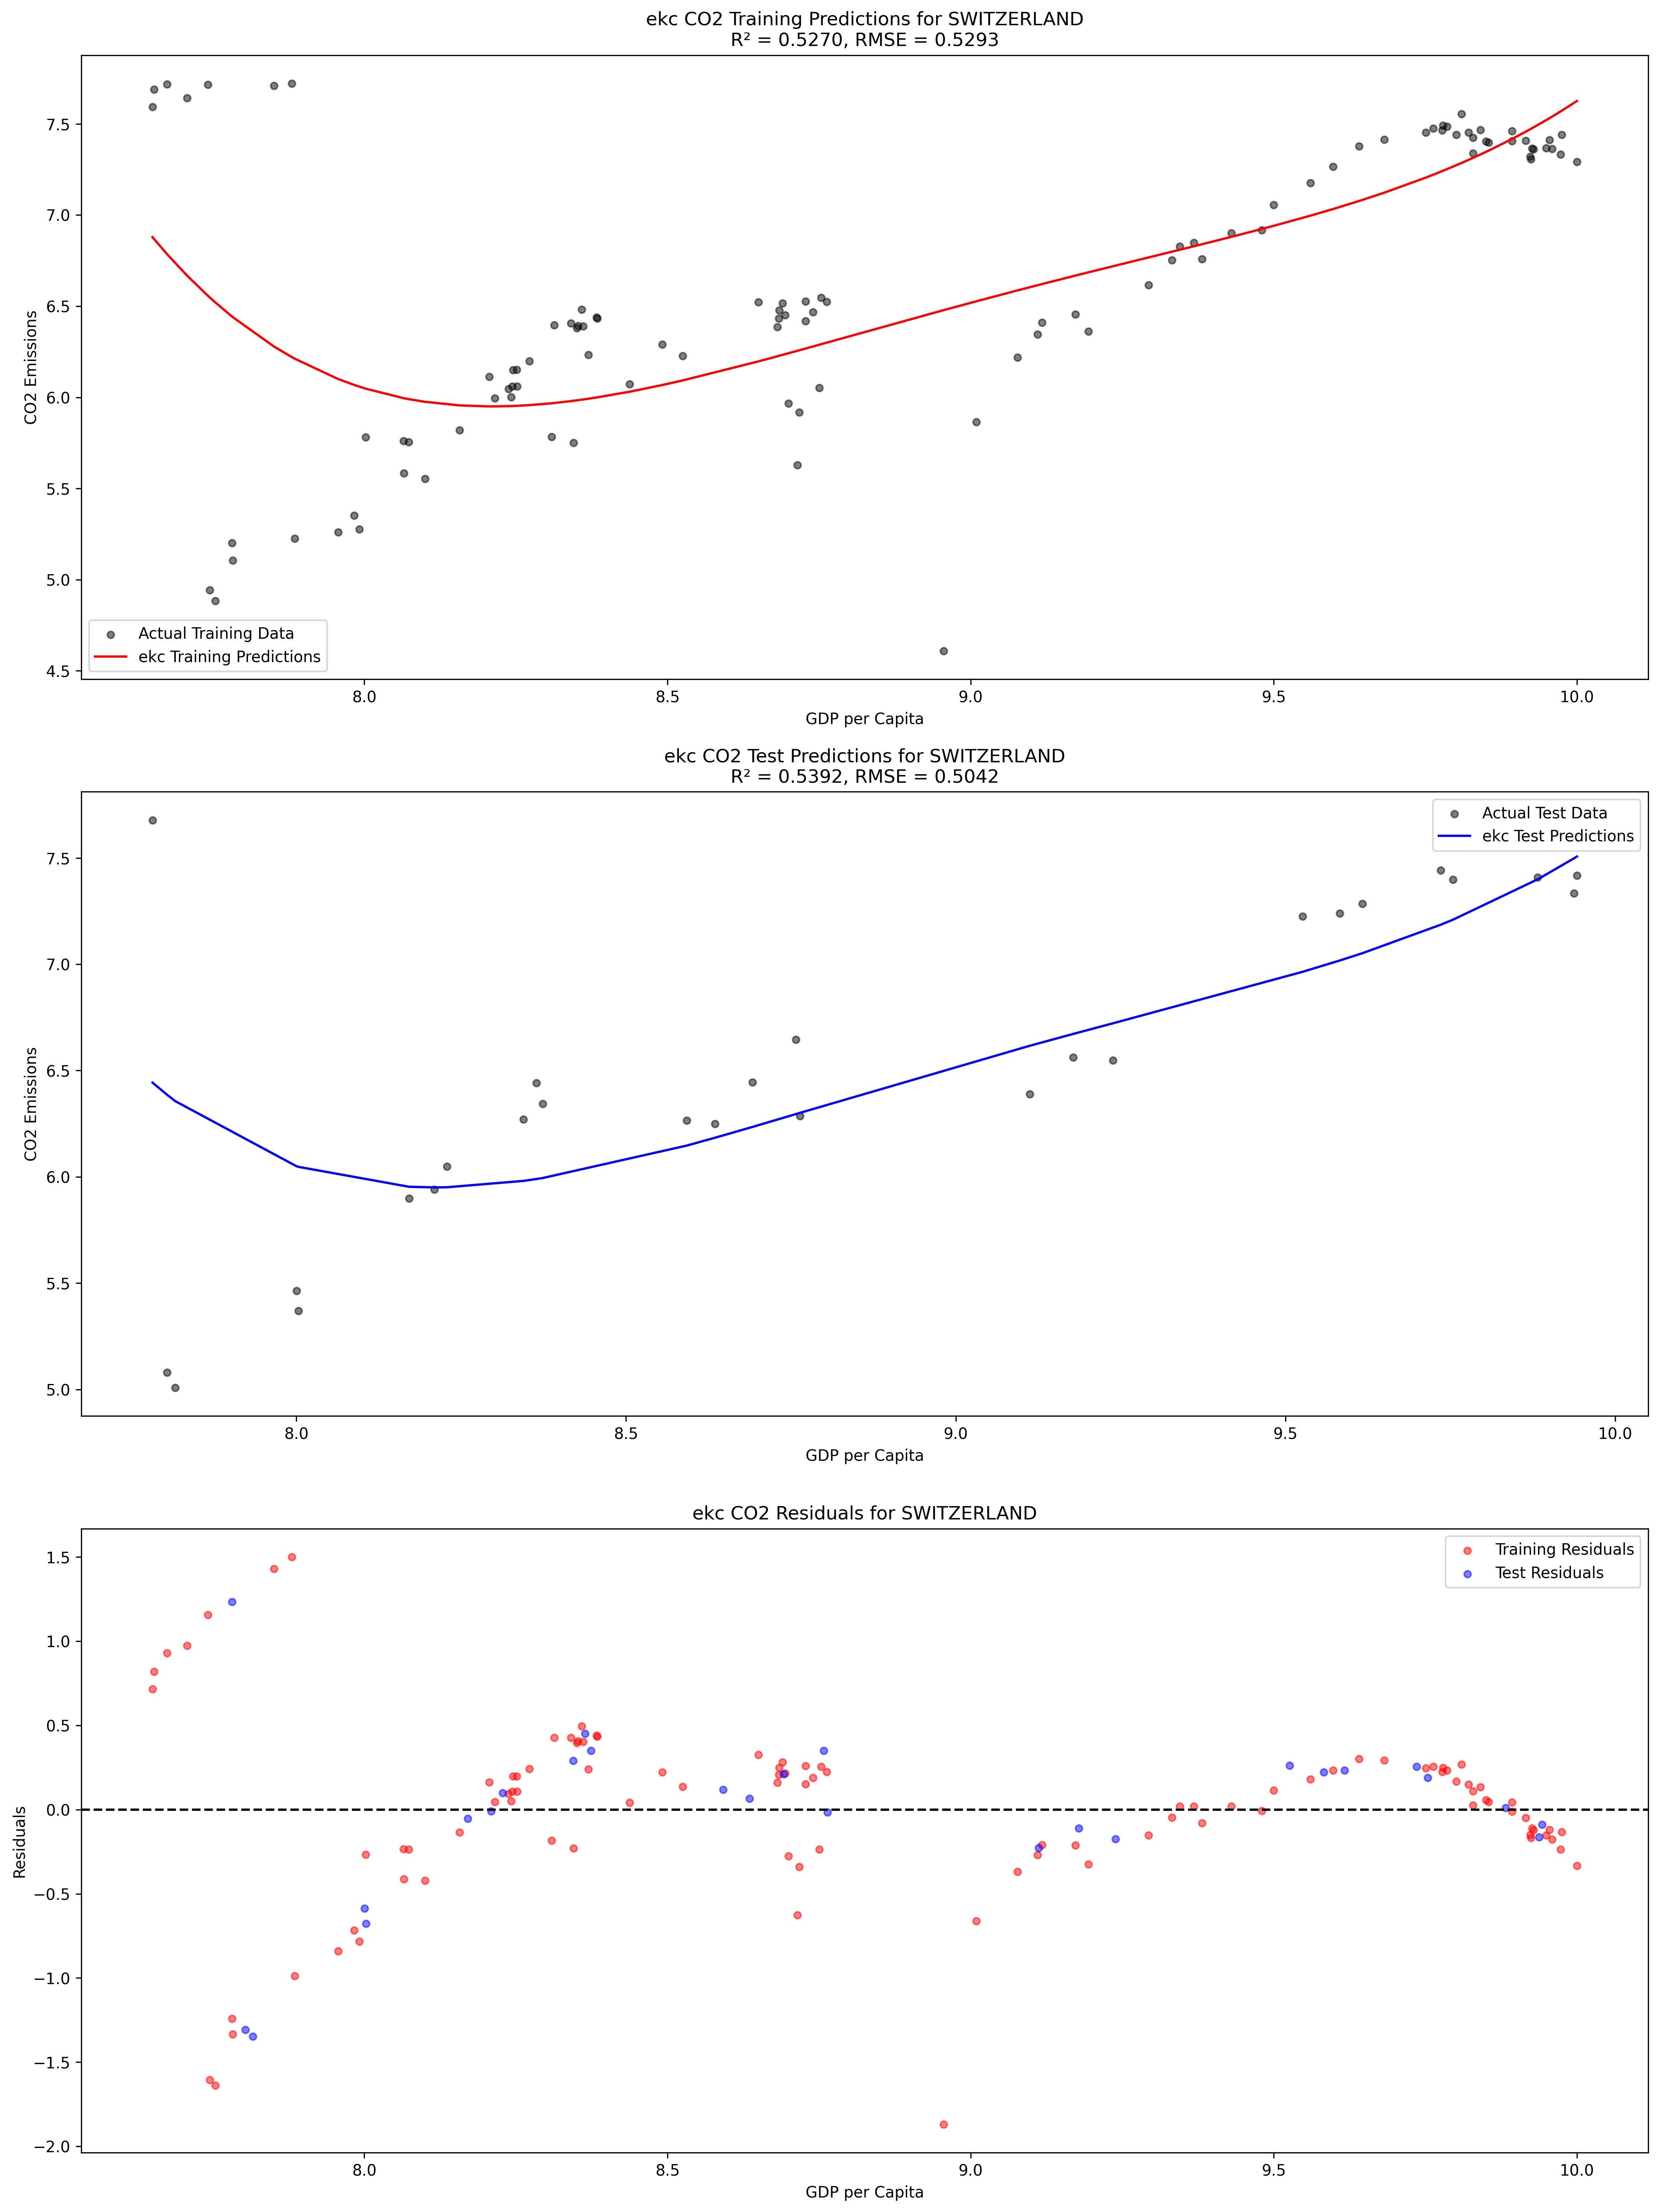 ekc CO2 Training Predictions for SWITZERLAND
R² = 0.5270, RMSE = 0.5293
CO2 Emissions
7.5
7.0
6.5
6.0
5.5
5.0
4.5
Actual Training Data
ekc Training Predictions
8.0 8.5 9.0 9.5 10.0
GDP per Capita
ekc CO2 Test Predictions for SWITZERLAND
R² = 0.5392, RMSE = 0.5042
Actual Test Data
ekc Test Predictions
CO2 Emissions
7.5
7.0
6.5
6.0
5.5
5.0
8.0 8.5 9.0 9.5 10.0
GDP per Capita
ekc CO2 Residuals for SWITZERLAND
Training Residuals
Test Residuals
Residuals
1.5
1.0
0.5
0.0
−0.5
−1.0
−1.5
−2.0
8.0 8.5 9.0 9.5 10.0
GDP per Capita